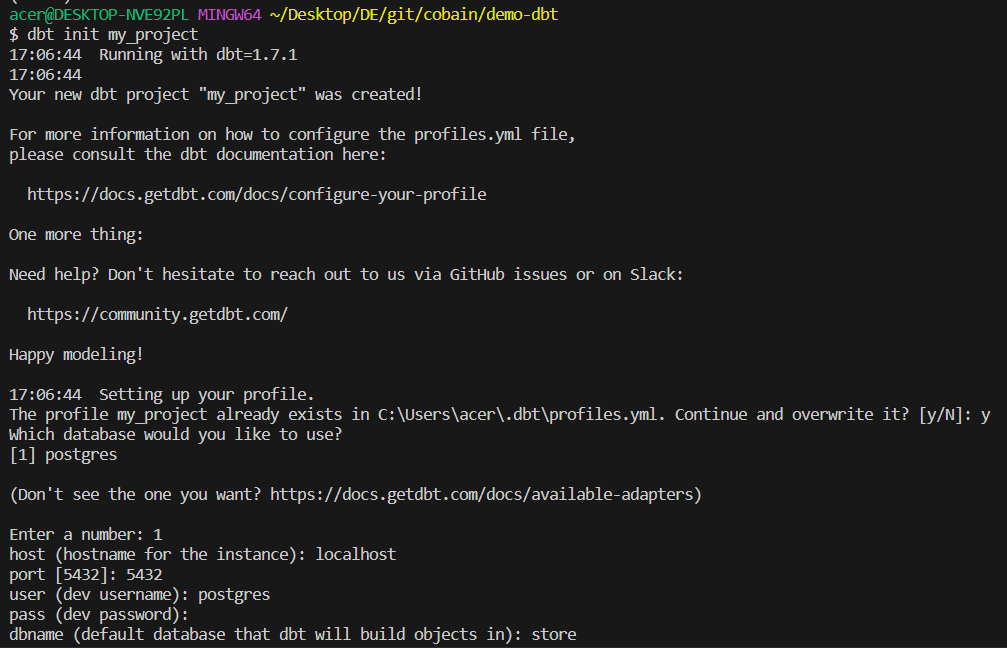 acer@DESKTOP-NVE92PL MINGW64 ~/Desktop/DE/git/cobain/demo-dbt
$ dbt init my_project
17:06:44  Running with dbt=1.7.1
17:06:44
Your new dbt project "my_project" was created!
For more information on how to configure the profiles.yml file,
please consult the dbt documentation here:
https://docs.getdbt.com/docs/configure-your-profile
One more thing:
Need help? Don't hesitate to reach out to us via GitHub issues or on Slack:
https://community.getdbt.com/
Happy modeling!
17:06:44  Setting up your profile.
The profile my_project already exists in C:\Users\acer\.dbt\profiles.yml. Continue and overwrite it? [y/N]: y
Which database would you like to use?
[1] postgres
(Don't see the one you want? https://docs.getdbt.com/docs/available-adapters)
Enter a number: 1
host (hostname for the instance): localhost
port [5432]: 5432
user (dev username): postgres
pass (dev password):
dbname (default database that dbt will build objects in): store